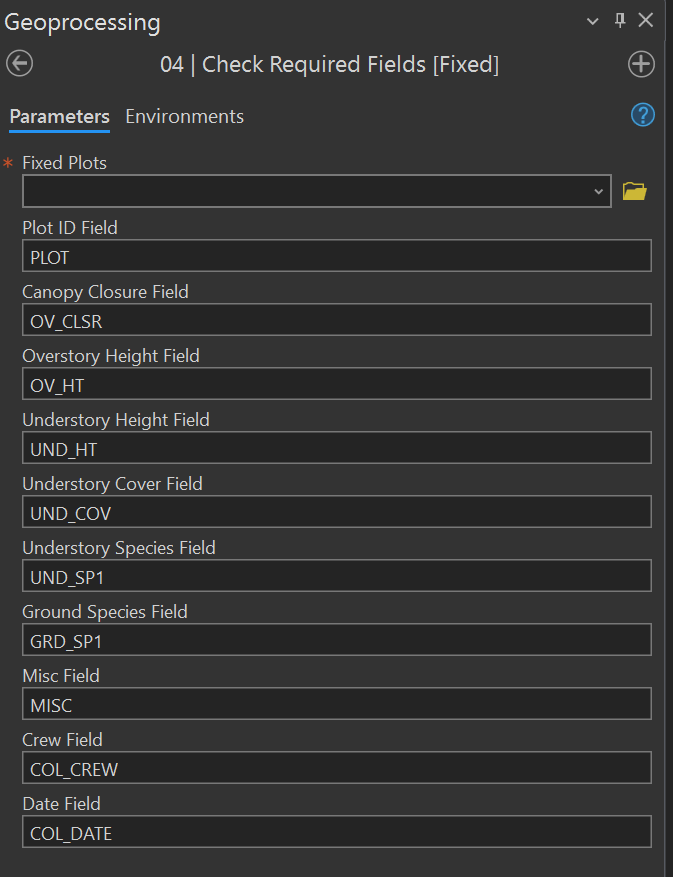 Geoprocessing
04 | Check Required Fields [Fixed]
Parameters Environments
?
* Fixed Plots
Plot ID Field
PLOT
Canopy Closure Field
OV_CLSR
Overstory Height Field
OV_HT
Understory Height Field
UND_HT
Understory Cover Field
UND_COV
Understory Species Field
UND_SP1
Ground Species Field
GRD_SP1
Misc Field
MISC
Crew Field
COL_CREW
Date Field
COL_DATE